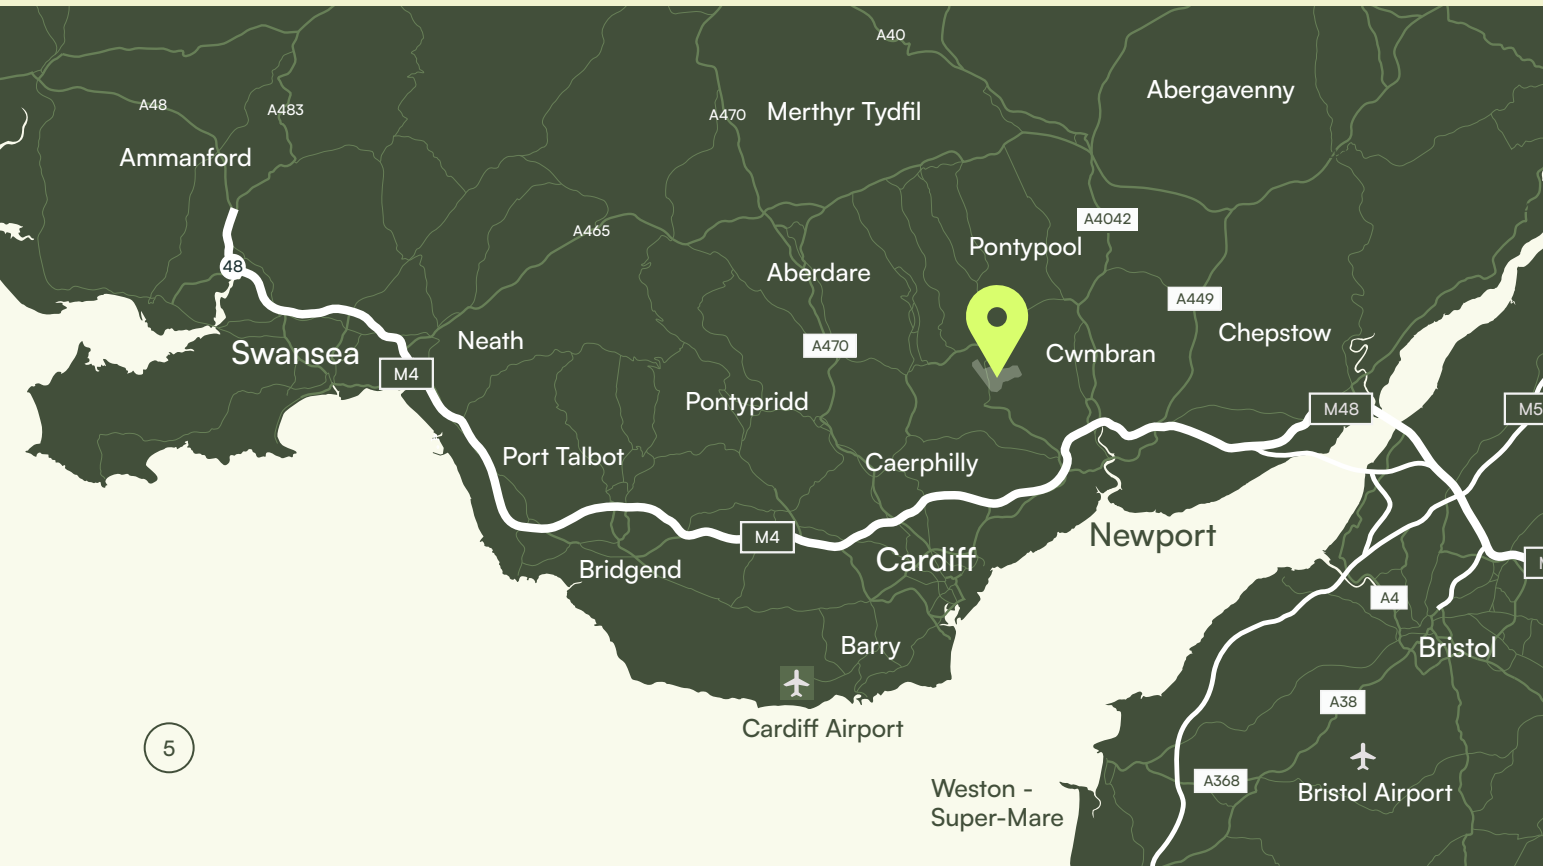 A40
Abergavenny
A48
A483
A470
Merthyr Tydfil
Ammanford
A4042
A465
Pontypool
48
Aberdare
A449
Neath
Chepstow
Swansea
A470
Cwmbran
M4
Pontypridd
M48
M5
Port Talbot
Caerphilly
M4
Newport
Cardiff
Bridgend
A4
Barry
Bristol
A38
Cardiff Airport
5
A368
Weston -
Super-Mare
Bristol Airport